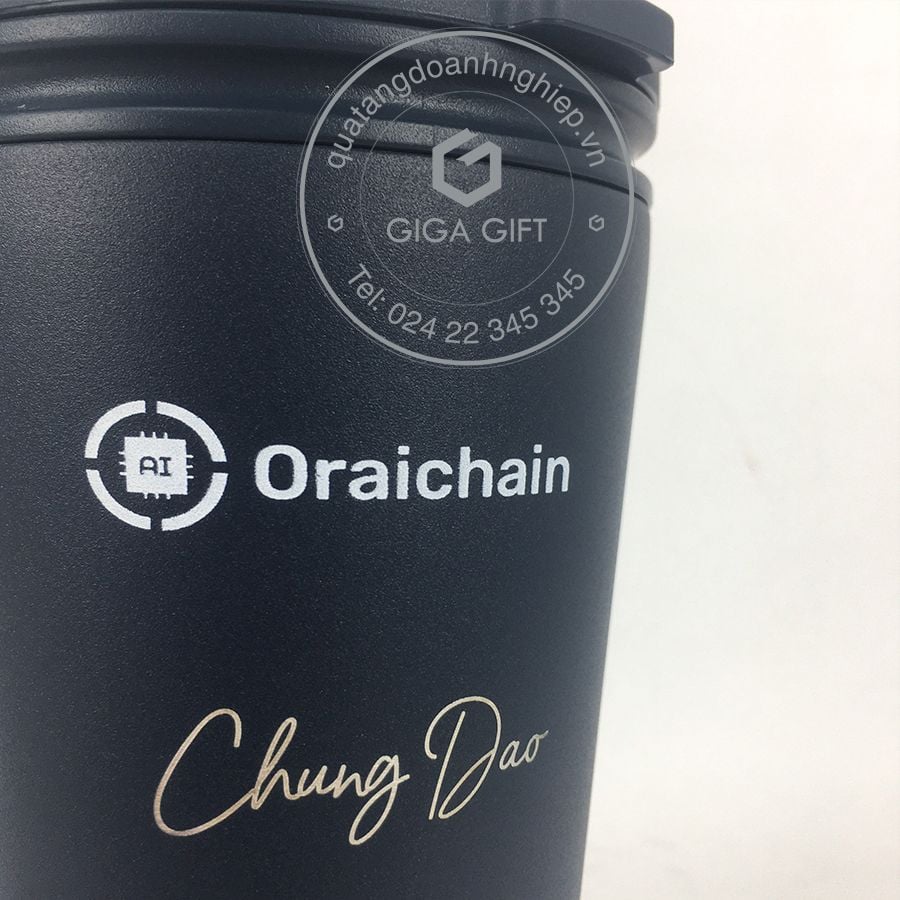 quatangdoanhnghiep.vn
GIGA GIFT
Tel: 024 22 345 345
AI
Oraichain
Chung Dao